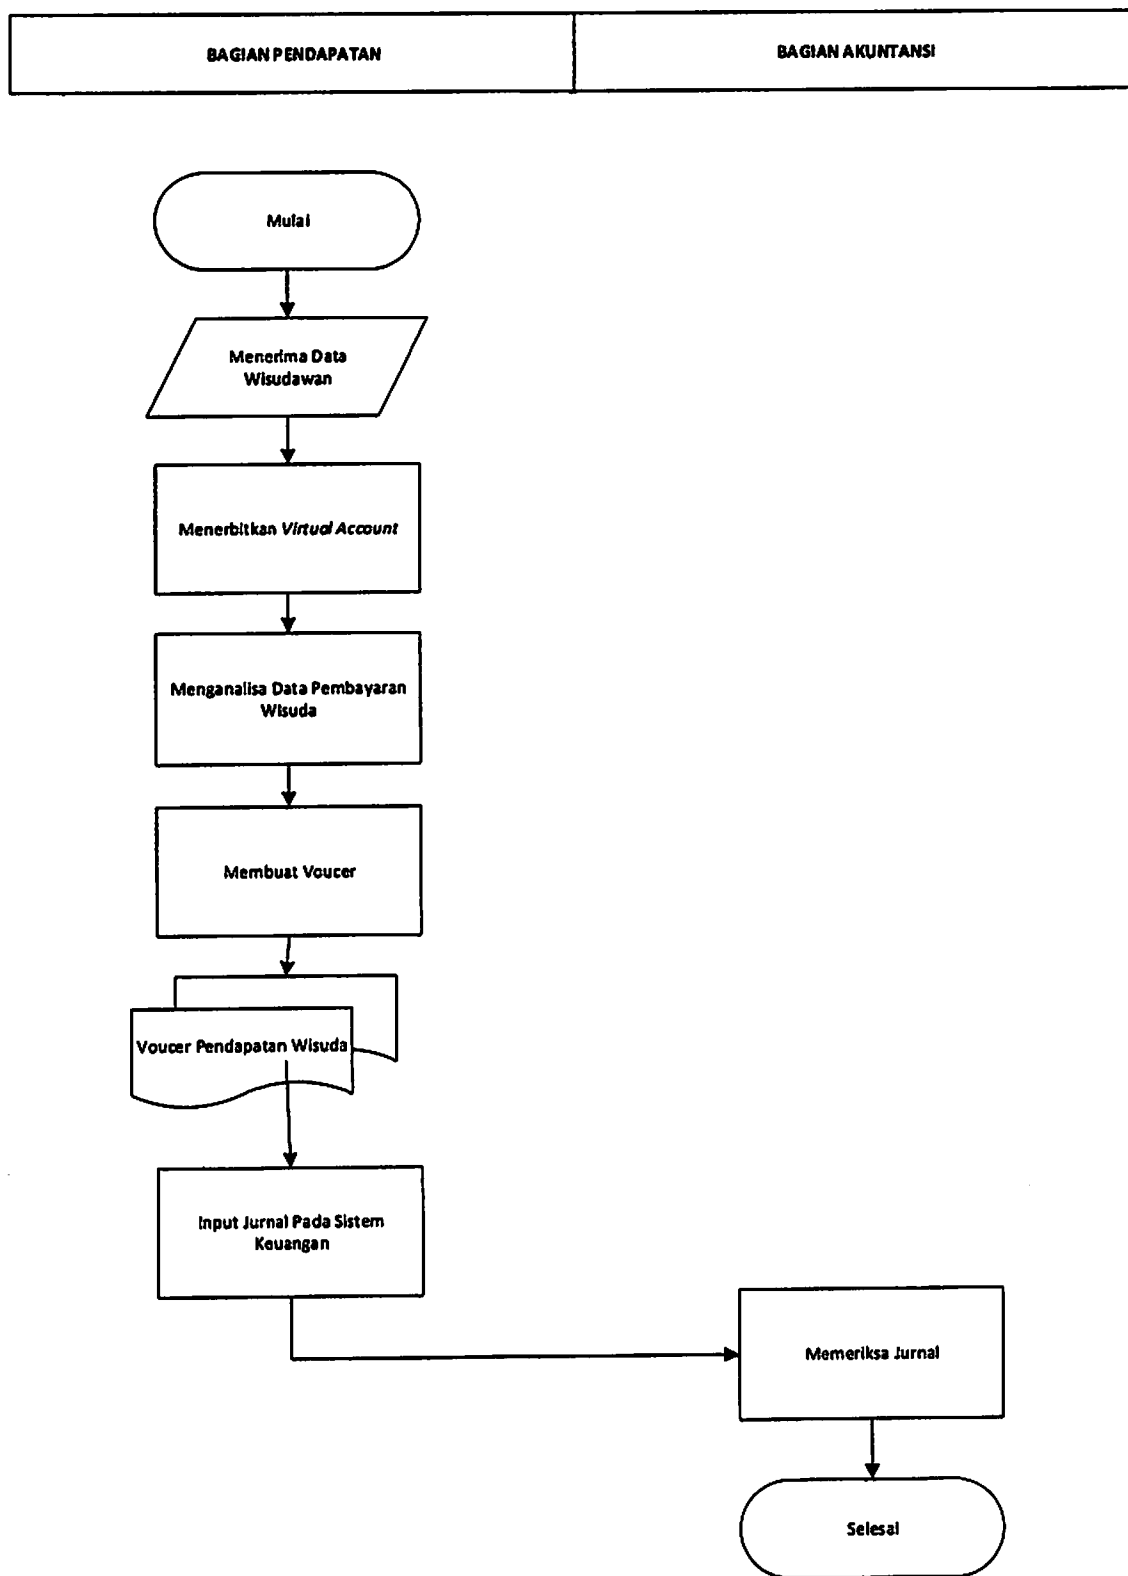 BAGIAN PENDAPATAN
BAGIAN AKUNTANSI
Mulai
Menerima Data
Wisudawan
Menerbitkan Virtual Account
Menganalisa Data Pembayaran
Wisuda
Membuat Voucer
Voucer Pendapatan Wisuda
Input Jurnal Pada Sistem
Keuangan
Memeriksa Jurnal
Selesai